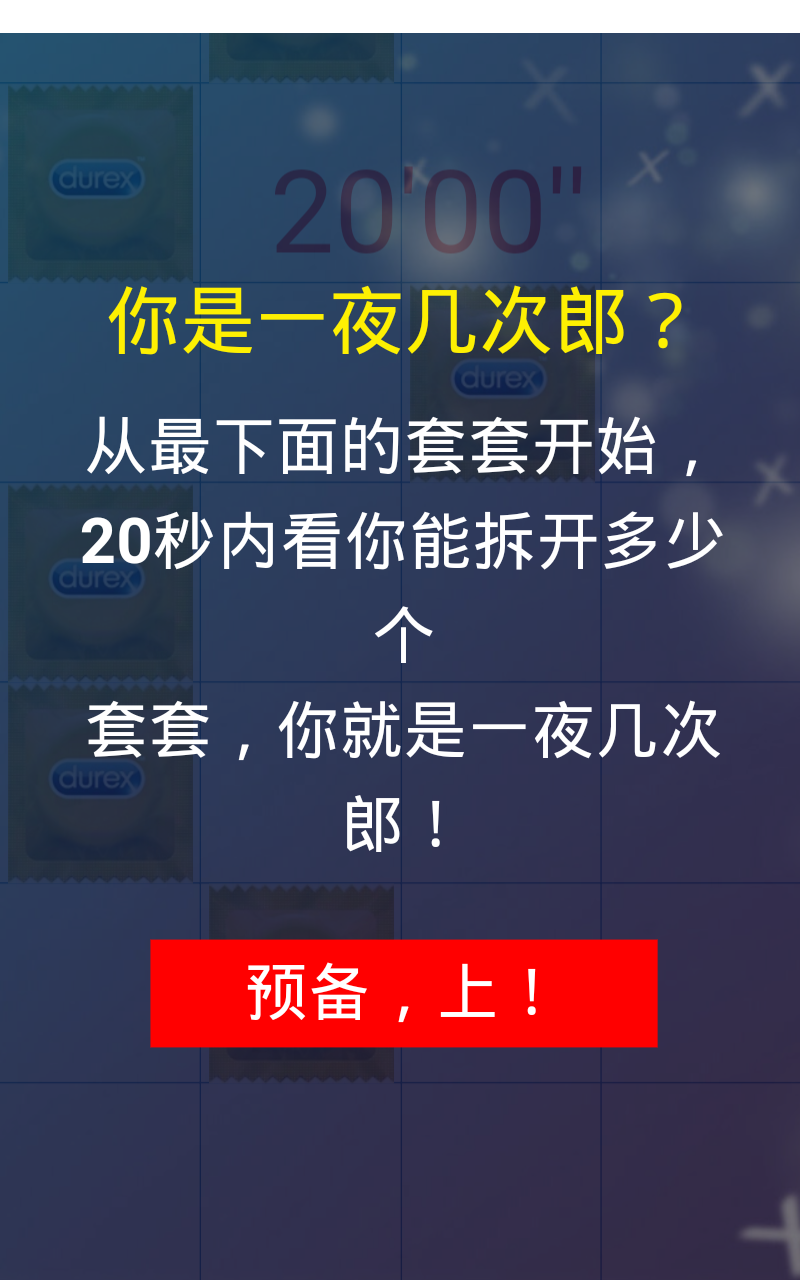 durex
20'00"
你是一夜几次郎？
durex
从最下面的套套开始，
20秒内看你能拆开多少
个
durex
套套，你就是一夜几次
durex
郎！
预备，上！